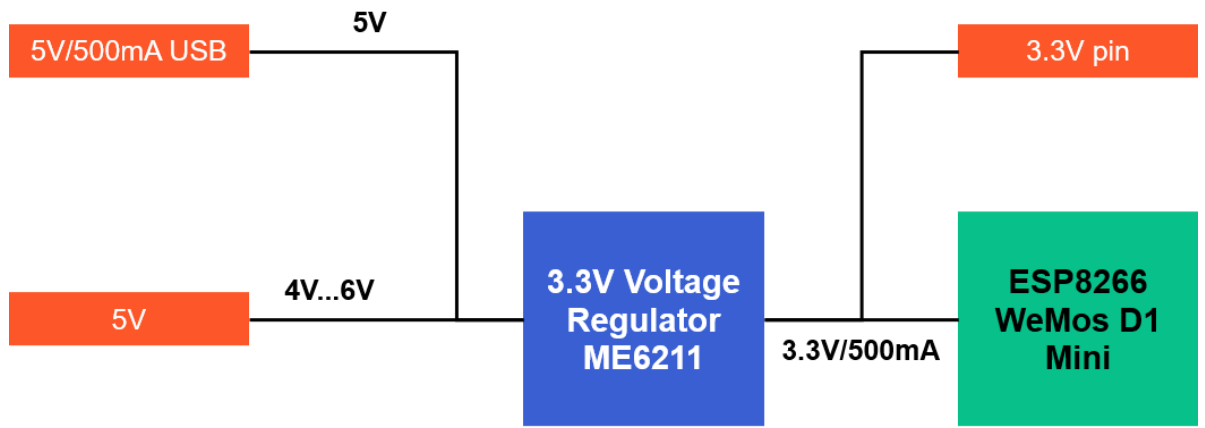 5V
5V/500mA USB
3.3V pin
4V...6V
5V
3.3V Voltage
Regulator
ME6211
3.3V/500mA
ESP8266
WeMos D1
Mini